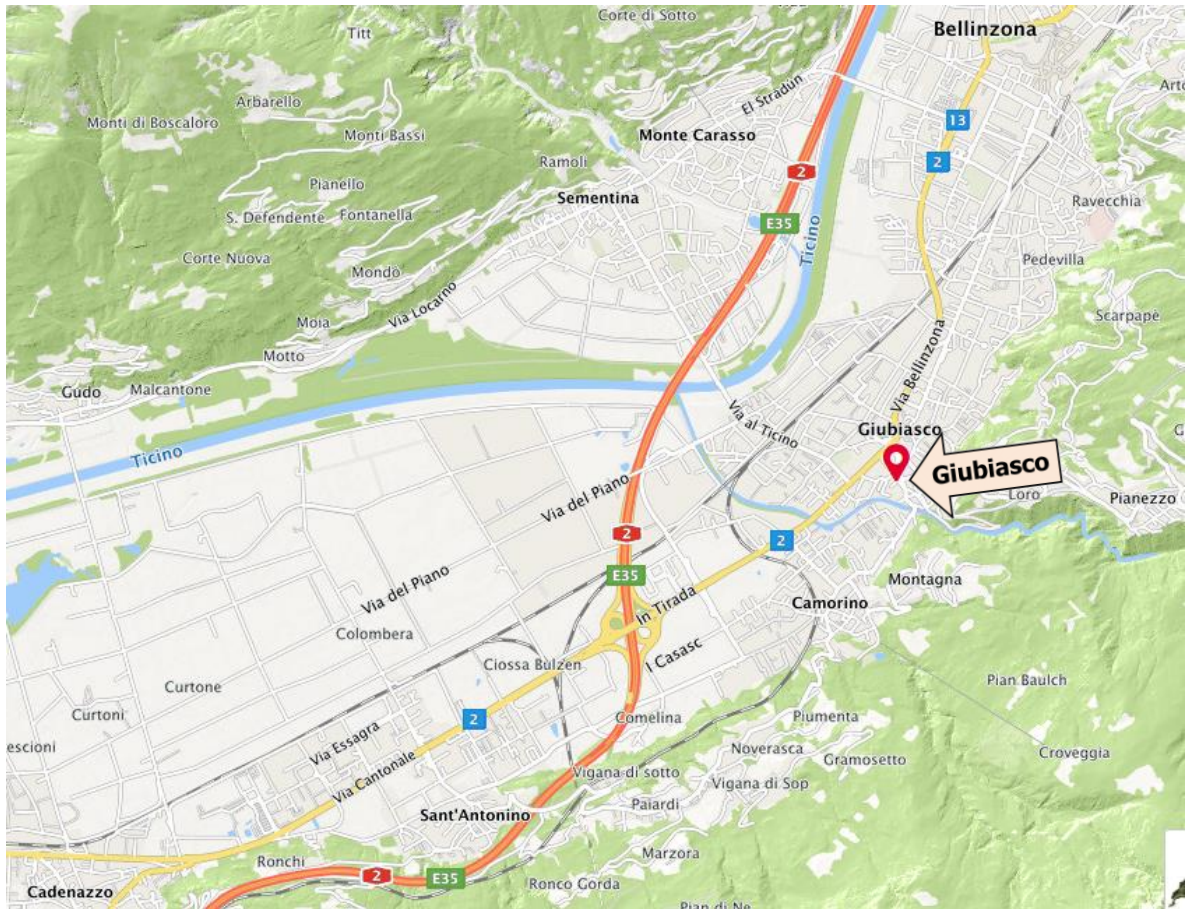 Corte di Sotto
Titt
Bellinzona
Arbarello
El Stradùn
Monti di Boscaloro
Monti Bassi
Monte Carasso
13
2
2
Ramoli
Pianello
Sementina
S. Defendente
Fontanella
Ravecchia
E35
Ticino
Corte Nuova
Mondò
Pedevilla
Via Locarno
Moia
Scarpapè
Motto
Gudo
Malcantone
Via Bellinzona
Via al Ticino
Giubiasco
Ticino
Giubiasco
Loro
Pianezzo
Via del Piano
2
2
E35
Via del Piano
Montagna
In Tirada
Camorino
Colombera
Ciossa Bulzen
I Casasc
Curtone
Pian Baulch
Curtoni
2
Comelina
Piumenta
escioni
Via Essagra
Noverasca
Croveggia
Gramosetto
Via Cantonale
Vigana di sotto
Vigana di Sop
Paiardi
Sant'Antonino
Ronchi
Marzora
2
E35
Ronco Gorda
Cadenazzo
Pian di Ne